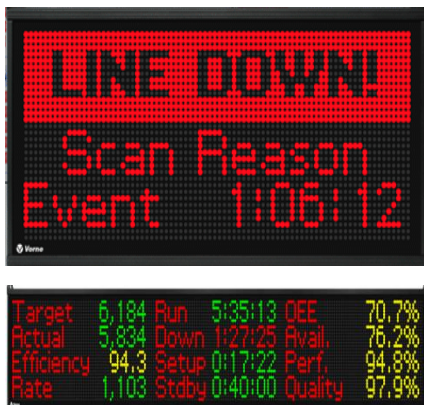 LINE DOWN!
Scan Reason
Event 1:06:12
Vorne
Target 6,184 Run 5:35:13 OEE 70.7%
Actual 5,834 Down 1:27:25 Avail. 76.2%
Efficiency 94.3 Setup 0:17:22 Perf. 94.8%
Rate 1,103 Stdby 0:40:00 Quality 97.9%